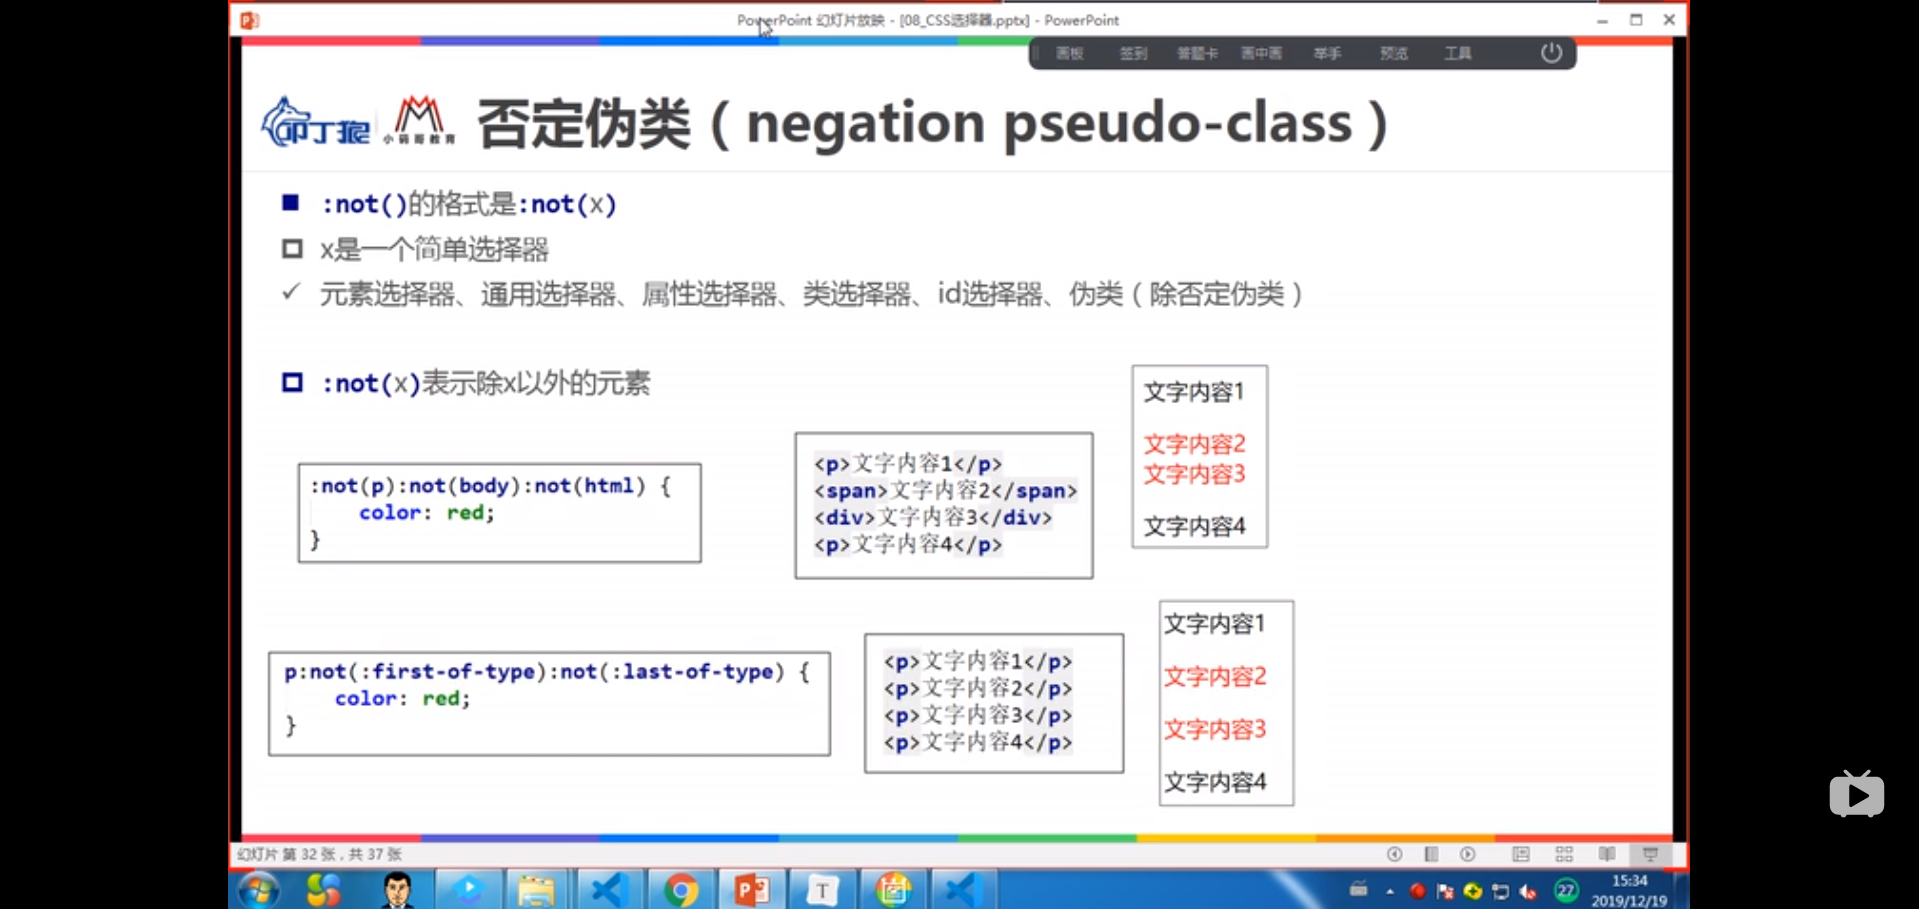 PowerPoint 幻灯片放映 - [08_CSS选择器.pptx] - PowerPoint
画板 签到 答题卡 画中画 举手 预览 工具
叩丁狼 小码哥教育 否定伪类（negation pseudo-class）
:not()的格式是:not(x)
x是一个简单选择器
✓ 元素选择器、通用选择器、属性选择器、类选择器、id选择器、伪类（除否定伪类）
:not(x)表示除x以外的元素
:not(p):not(body):not(html) {
color: red;
}
<p>文字内容1</p>
<span>文字内容2</span>
<div>文字内容3</div>
<p>文字内容4</p>
文字内容1
文字内容2
文字内容3
文字内容4
p:not(:first-of-type):not(:last-of-type) {
color: red;
}
<p>文字内容1</p>
<p>文字内容2</p>
<p>文字内容3</p>
<p>文字内容4</p>
文字内容1
文字内容2
文字内容3
文字内容4
幻灯片 第 32 张，共 37 张
T
27
15:34
2019/12/19